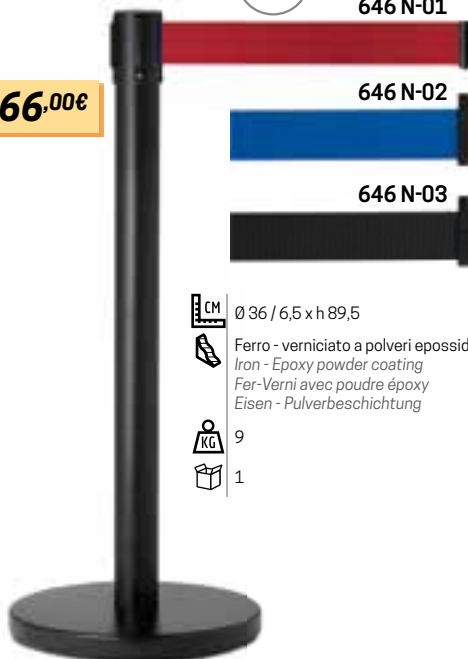 646 N-01
66,00€
646 N-02
646 N-03
CM
Ø 36 / 6,5 x h 89,5
Ferro - verniciato a polveri epossid
Iron - Epoxy powder coating
Fer-Verni avec poudre époxy
Eisen - Pulverbeschichtung
KG
9
1